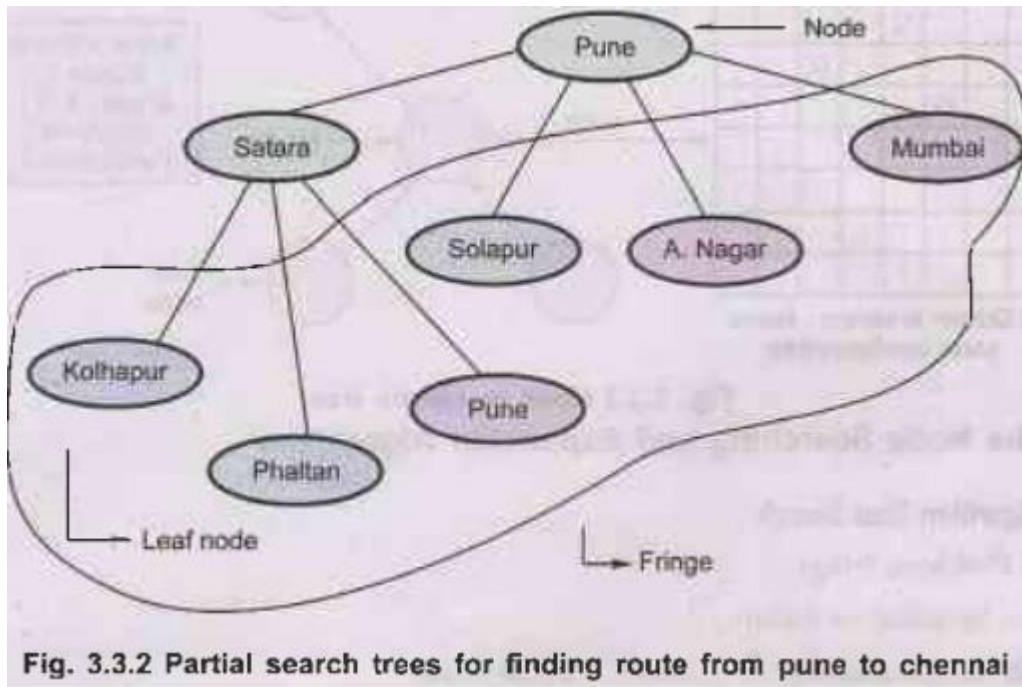 Node
Pune
Satara
Mumbai
Solapur
A. Nagar
Kolhapur
Pune
Phaltan
Leaf node
Fringe
Fig. 3.3.2 Partial search trees for finding route from pune to chennai